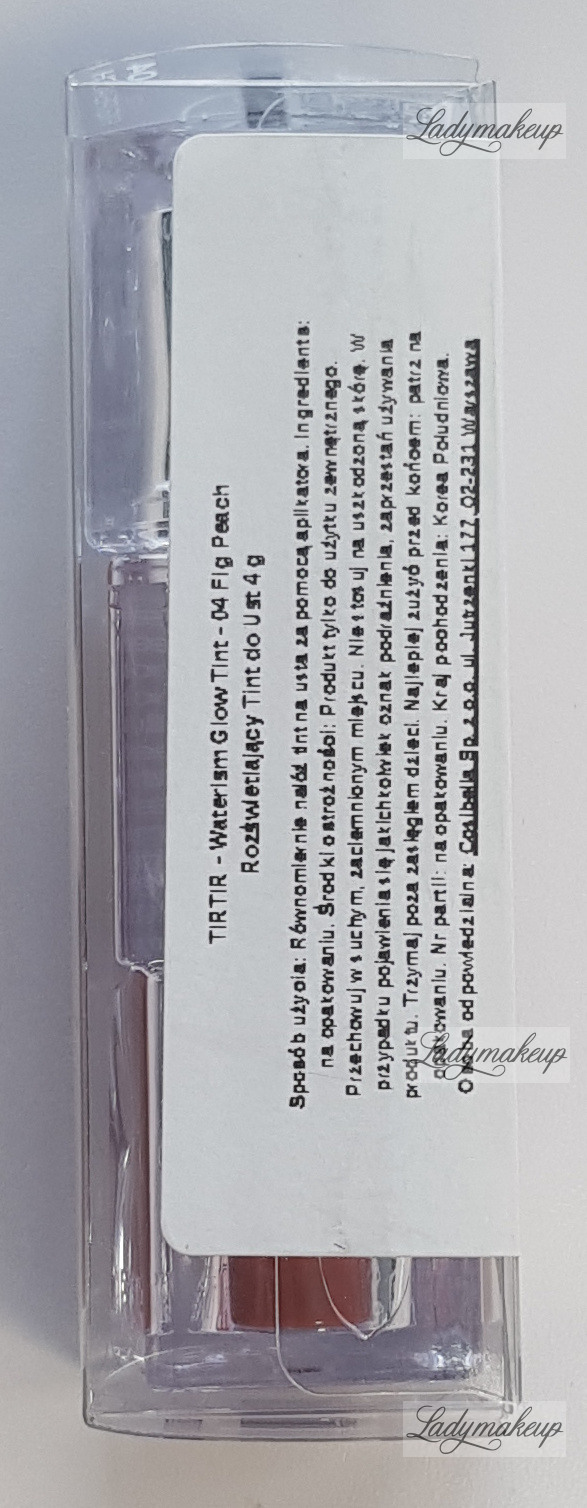 Ladymakeup
TIRTIR - Waterism Glow Tint - 04 Fig Peach
Rozświetlający Tint do Ust 4 g
Sposób użycia: Równomiernie nałóż tint na usta za pomocą aplikatora. Ingredients:
na opakowaniu. Środki ostrożności: Produkt tylko do użytku zewnętrznego.
Przechowuj w suchym, zaciemnionym miejscu. Nie stosuj na uszkodzoną skórę. W
przypadku pojawienia się jakichkolwiek oznak podrażnienia, zaprzestań używania
produktu. Trzymaj poza zasięgiem dzieci. Najlepiej zużyć przed końcem: patrz na
opakowaniu. Nr partii: na opakowaniu. Kraj pochodzenia: Korea Południowa.
Osoba odpowiedzialna: Cosibella Sp. z o.o. ul. Jutrzenki 177, 02-231 Warszawa
Ladymakeup
Ladymakeup